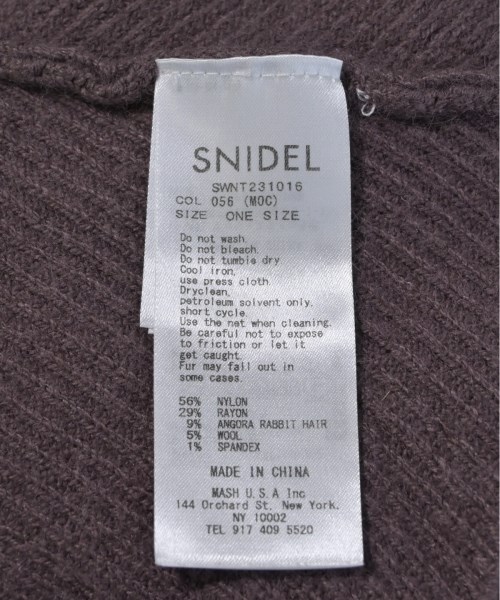 SNIDEL
SWNT231016
COL 056 (MOC)
SIZE ONE SIZE
Do not wash.
Do not bleach.
Do not tumble dry
Cool iron,
use press cloth.
Dryclean,
petroleum solvent only,
short cycle.
Use the net when cleaning.
Be careful not to expose
to friction or let it
get caught.
Fur may fall out in
some cases.
56% NYLON
29% RAYON
9% ANGORA RABBIT HAIR
5% WOOL
1% SPANDEX
MADE IN CHINA
MASH U.S.A Inc
144 Orchard St. New York.
NY 10002
TEL 917 409 5520